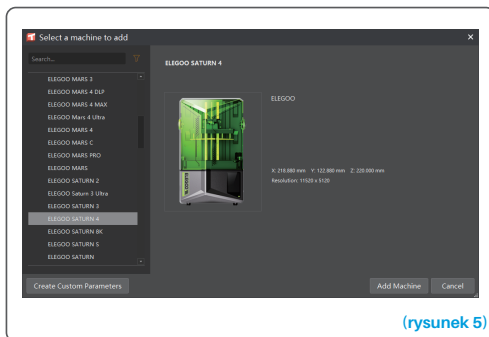 Select a machine to add
Search...
ELEGOO MARS 3
ELEGOO MARS 4 DLP
ELEGOO MARS 4 MAX
ELEGOO Mars 4 Ultra
ELEGOO MARS 4
ELEGOO MARS C
ELEGOO MARS PRO
ELEGOO MARS
ELEGOO SATURN 2
ELEGOO Saturn 3 Ultra
ELEGOO SATURN 3
ELEGOO SATURN 4
ELEGOO SATURN 8K
ELEGOO SATURN S
ELEGOO SATURN
Create Custom Parameters
ELEGOO SATURN 4
ELEGOO
X: 218.880 mm Y: 122.880 mm Z: 220.000 mm
Resolution: 11520 x 5120
Add Machine Cancel
(rysunek 5)